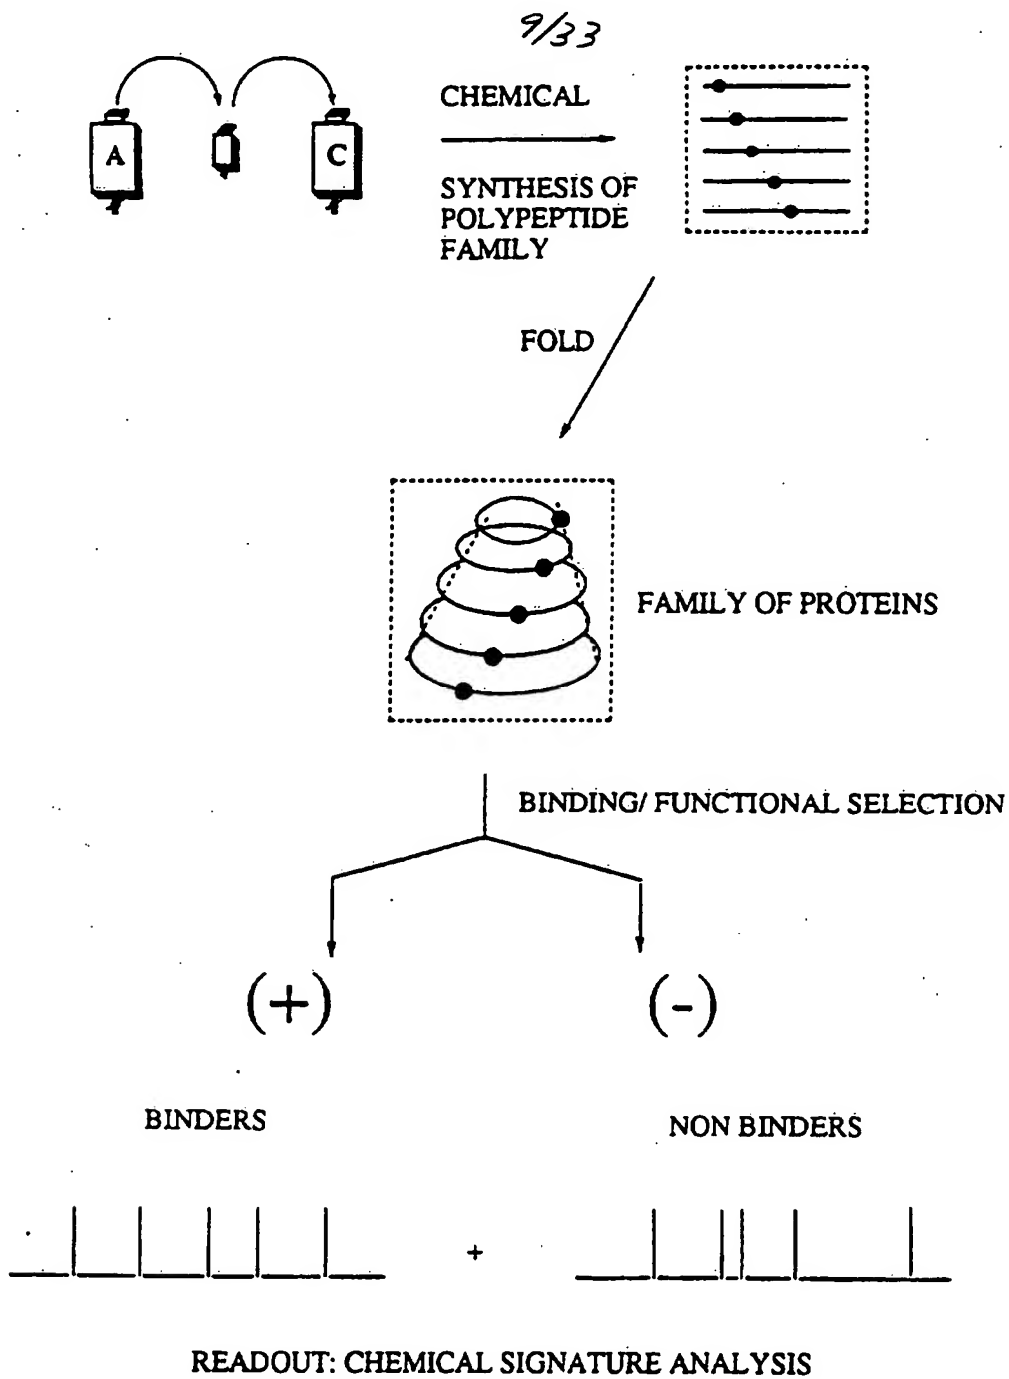 9/33
A
C
CHEMICAL
SYNTHESIS OF
POLYPEPTIDE
FAMILY
FOLD
FAMILY OF PROTEINS
BINDING/ FUNCTIONAL SELECTION
(+)
(-)
BINDERS
NON BINDERS
+
READOUT: CHEMICAL SIGNATURE ANALYSIS